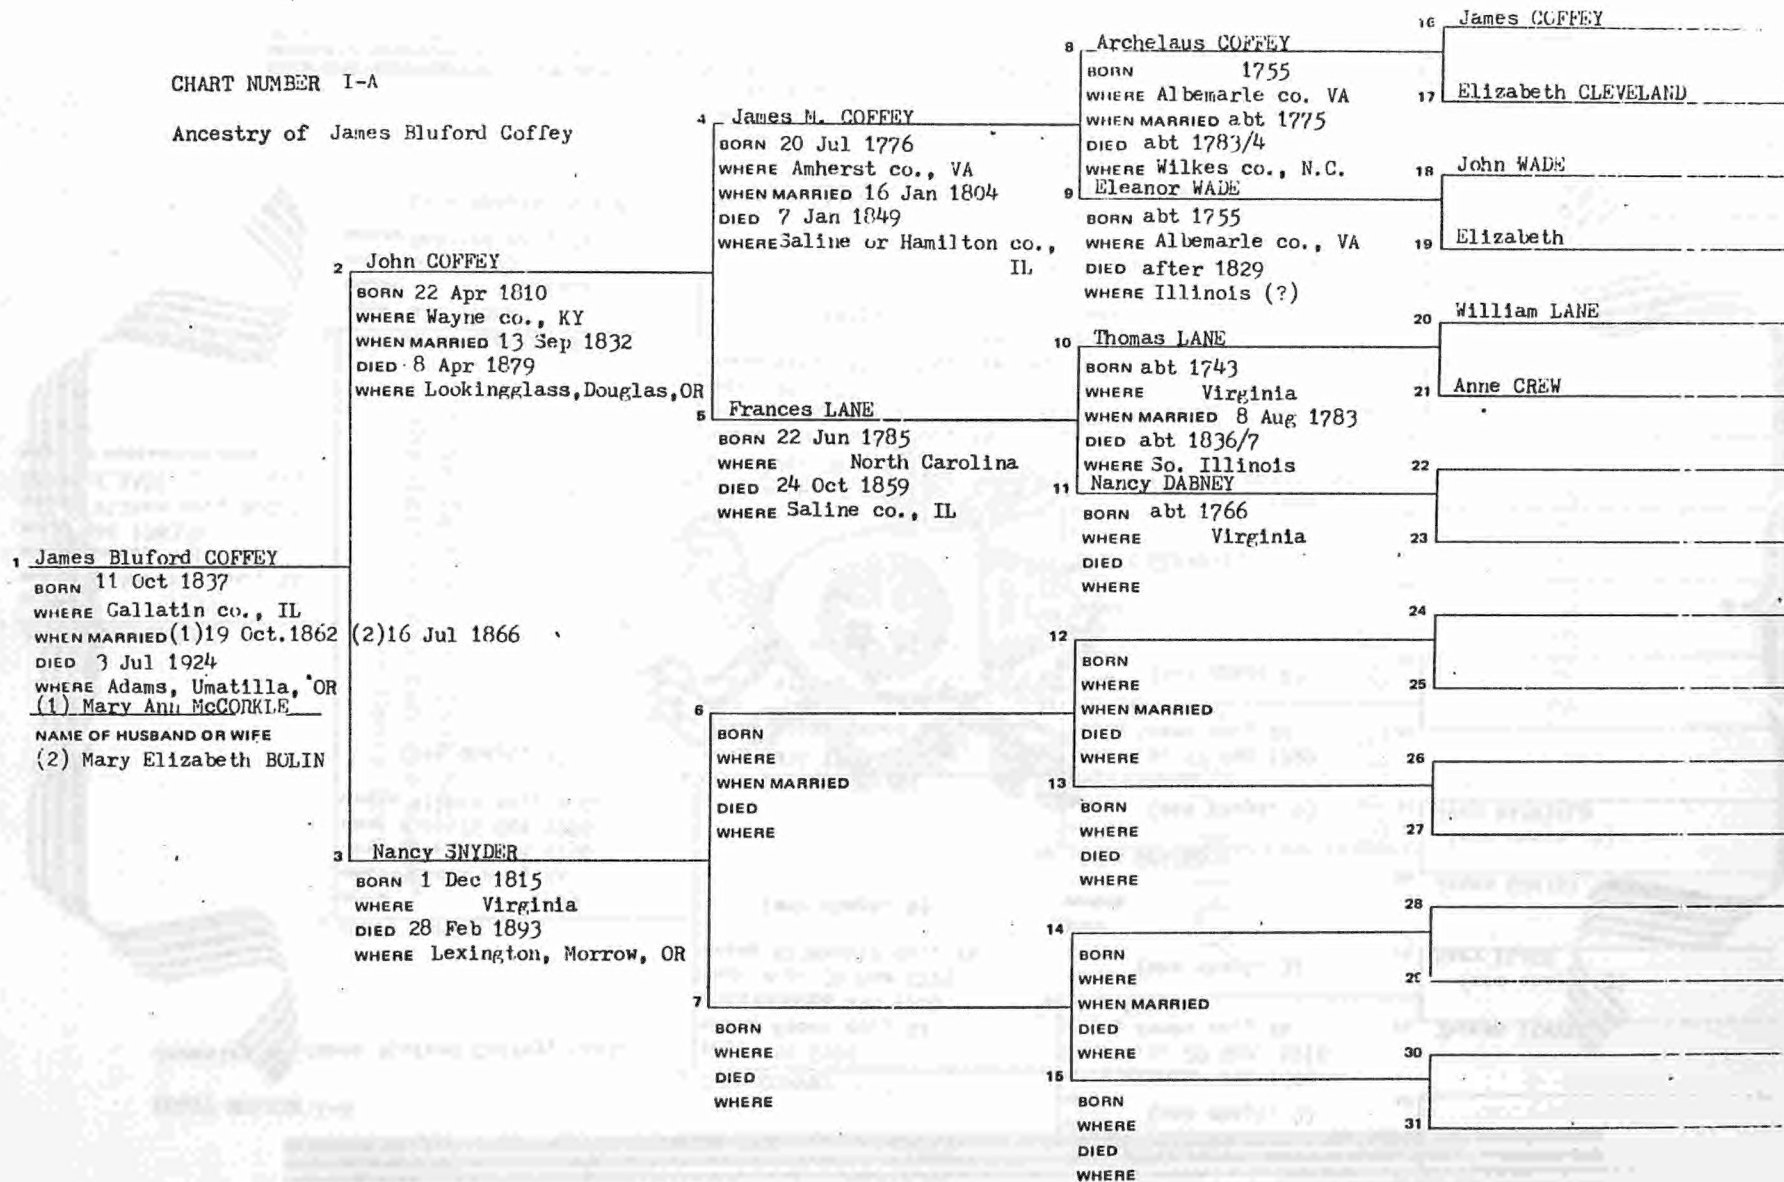 CHART NUMBER I-A
Ancestry of James Bluford Coffey
1 James Bluford COFFEY
BORN 11 Oct 1837
WHERE Gallatin co., IL
WHEN MARRIED (1)19 Oct.1862 (2)16 Jul 1866
DIED 3 Jul 1924
WHERE Adams, Umatilla, OR
(1) Mary Ann McCORKLE
NAME OF HUSBAND OR WIFE
(2) Mary Elizabeth BOLIN
2 John COFFEY
BORN 22 Apr 1810
WHERE Wayne co., KY
WHEN MARRIED 13 Sep 1832
DIED 8 Apr 1879
WHERE Lookingglass,Douglas,OR
3 Nancy SNYDER
BORN 1 Dec 1815
WHERE Virginia
DIED 28 Feb 1893
WHERE Lexington, Morrow, OR
4 James M. COFFEY
BORN 20 Jul 1776
WHERE Amherst co., VA
WHEN MARRIED 16 Jan 1804
DIED 7 Jan 1849
WHERE Saline or Hamilton co.,
IL
5 Frances LANE
BORN 22 Jun 1785
WHERE North Carolina
DIED 24 Oct 1859
WHERE Saline co., IL
6
BORN
WHERE
WHEN MARRIED
DIED
WHERE
7
BORN
WHERE
DIED
WHERE
8 Archelaus COFFEY
BORN 1755
WHERE Albemarle co. VA
WHEN MARRIED abt 1775
DIED abt 1783/4
WHERE Wilkes co., N.C.
9 Eleanor WADE
BORN abt 1755
WHERE Albemarle co., VA
DIED after 1829
WHERE Illinois (?)
10 Thomas LANE
BORN abt 1743
WHERE Virginia
WHEN MARRIED 8 Aug 1783
DIED abt 1836/7
WHERE So. Illinois
11 Nancy DABNEY
BORN abt 1766
WHERE Virginia
DIED
WHERE
12
BORN
WHERE
WHEN MARRIED
DIED
WHERE
13
BORN
WHERE
DIED
WHERE
14
BORN
WHERE
WHEN MARRIED
DIED
WHERE
15
BORN
WHERE
DIED
WHERE
16 James COFFEY
17 Elizabeth CLEVELAND
18 John WADE
19 Elizabeth
20 William LANE
21 Anne CREW
22
23
24
25
26
27
28
29
30
31